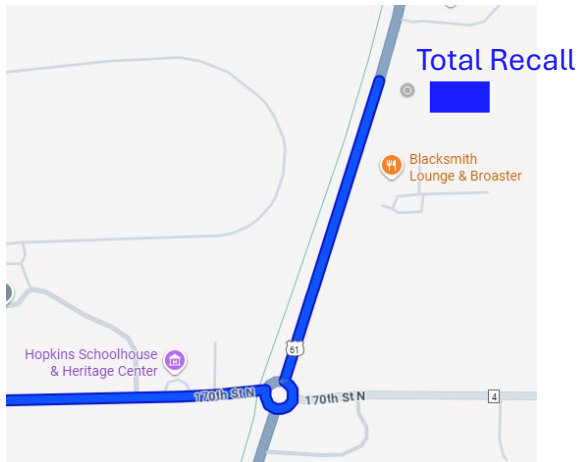 Total Recall
Blacksmith
Lounge & Broaster
61
Hopkins Schoolhouse
& Heritage Center
170th St N
170th St N
4